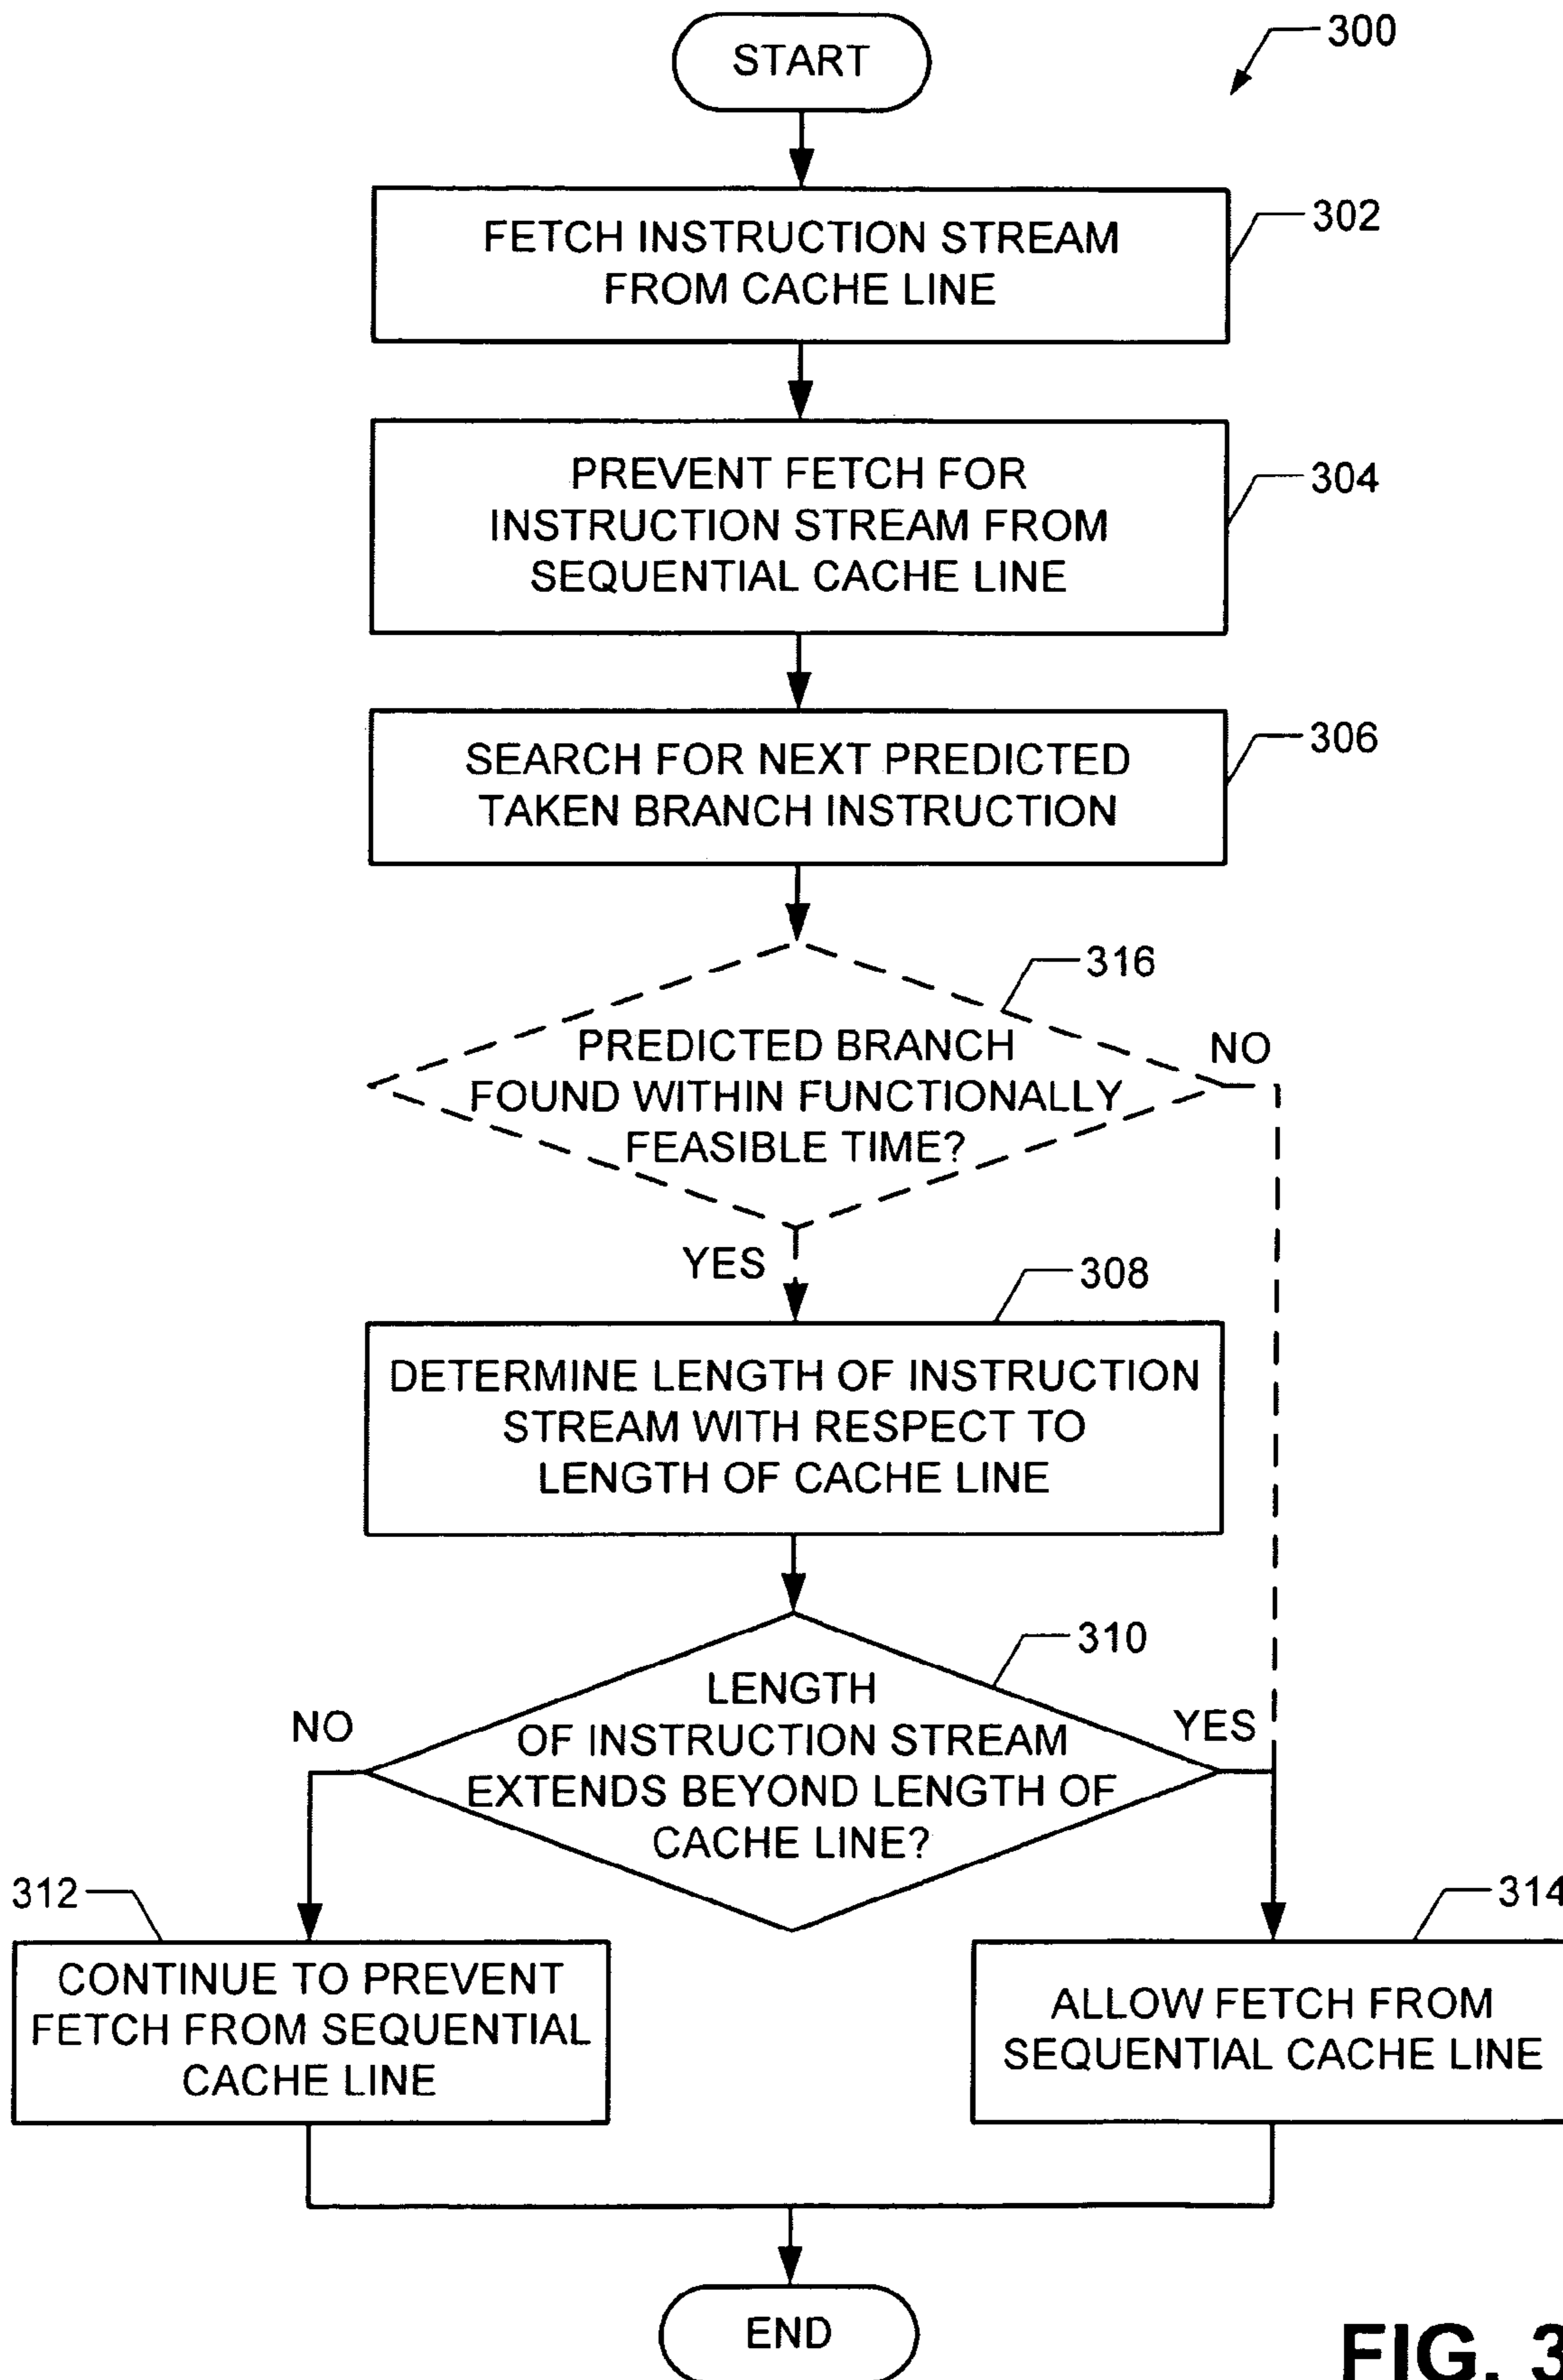 START
300
FETCH INSTRUCTION STREAM
FROM CACHE LINE
302
PREVENT FETCH FOR
INSTRUCTION STREAM FROM
SEQUENTIAL CACHE LINE
304
SEARCH FOR NEXT PREDICTED
TAKEN BRANCH INSTRUCTION
306
316
PREDICTED BRANCH
FOUND WITHIN FUNCTIONALLY
FEASIBLE TIME?
NO
YES
308
DETERMINE LENGTH OF INSTRUCTION
STREAM WITH RESPECT TO
LENGTH OF CACHE LINE
310
LENGTH
OF INSTRUCTION STREAM
EXTENDS BEYOND LENGTH OF
CACHE LINE?
NO
YES
312
CONTINUE TO PREVENT
FETCH FROM SEQUENTIAL
CACHE LINE
314
ALLOW FETCH FROM
SEQUENTIAL CACHE LINE
END
FIG. 3